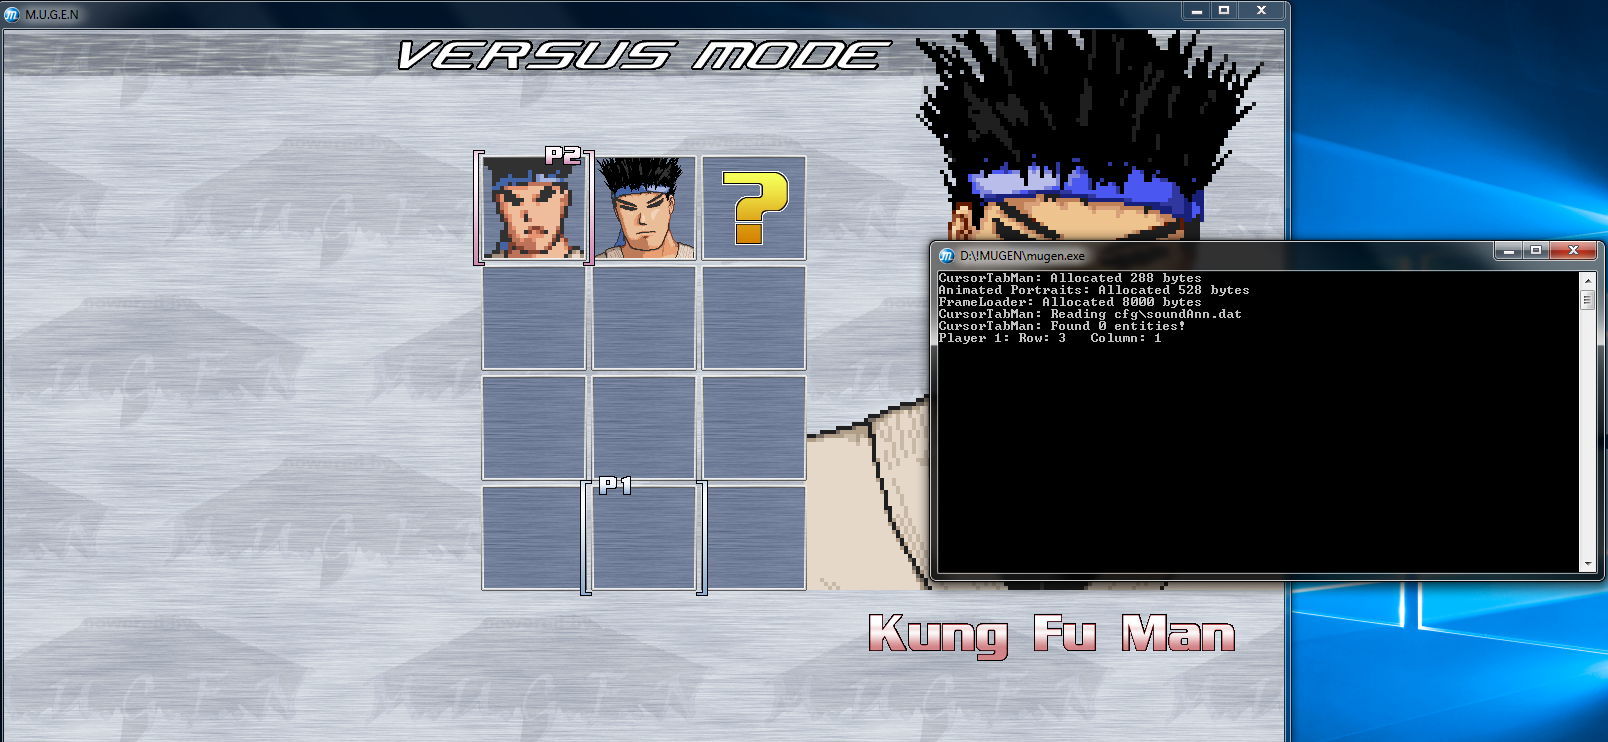 M.U.G.E.N
VERSUS MODE
P2
?
P1
Kung Fu Man
D:\!MUGEN\mugen.exe
CursorTabMan: Allocated 288 bytes
Animated Portraits: Allocated 528 bytes
FrameLoader: Allocated 8000 bytes
CursorTabMan: Reading cfg\soundAnn.dat
CursorTabMan: Found 0 entities!
Player 1: Row: 3   Column: 1